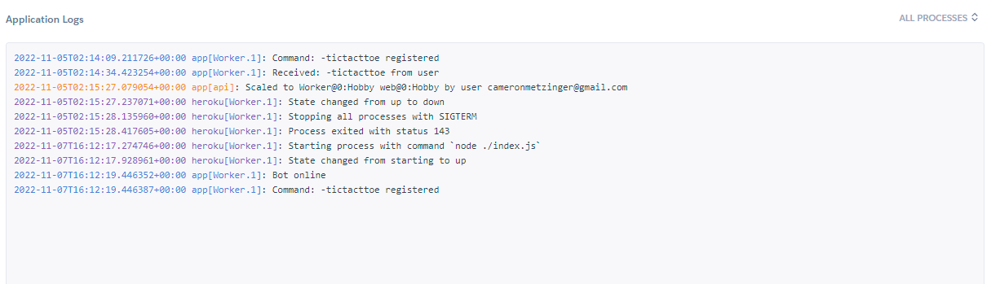 Application Logs
ALL PROCESSES
2022-11-05T02:14:09.211726+00:00 app[Worker.1]: Command: -tictacttoe registered
2022-11-05T02:14:34.423254+00:00 app[Worker.1]: Received: -tictacttoe from user
2022-11-05T02:15:27.079054+00:00 app[api]: Scaled to Worker@0:Hobby web@0:Hobby by user cameronmetzinger@gmail.com
2022-11-05T02:15:27.237071+00:00 heroku[Worker.1]: State changed from up to down
2022-11-05T02:15:28.135960+00:00 heroku[Worker.1]: Stopping all processes with SIGTERM
2022-11-05T02:15:28.417605+00:00 heroku[Worker.1]: Process exited with status 143
2022-11-07T16:12:17.274746+00:00 heroku[Worker.1]: Starting process with command `node ./index.js`
2022-11-07T16:12:17.928961+00:00 heroku[Worker.1]: State changed from starting to up
2022-11-07T16:12:19.446352+00:00 app[Worker.1]: Bot online
2022-11-07T16:12:19.446387+00:00 app[Worker.1]: Command: -tictacttoe registered